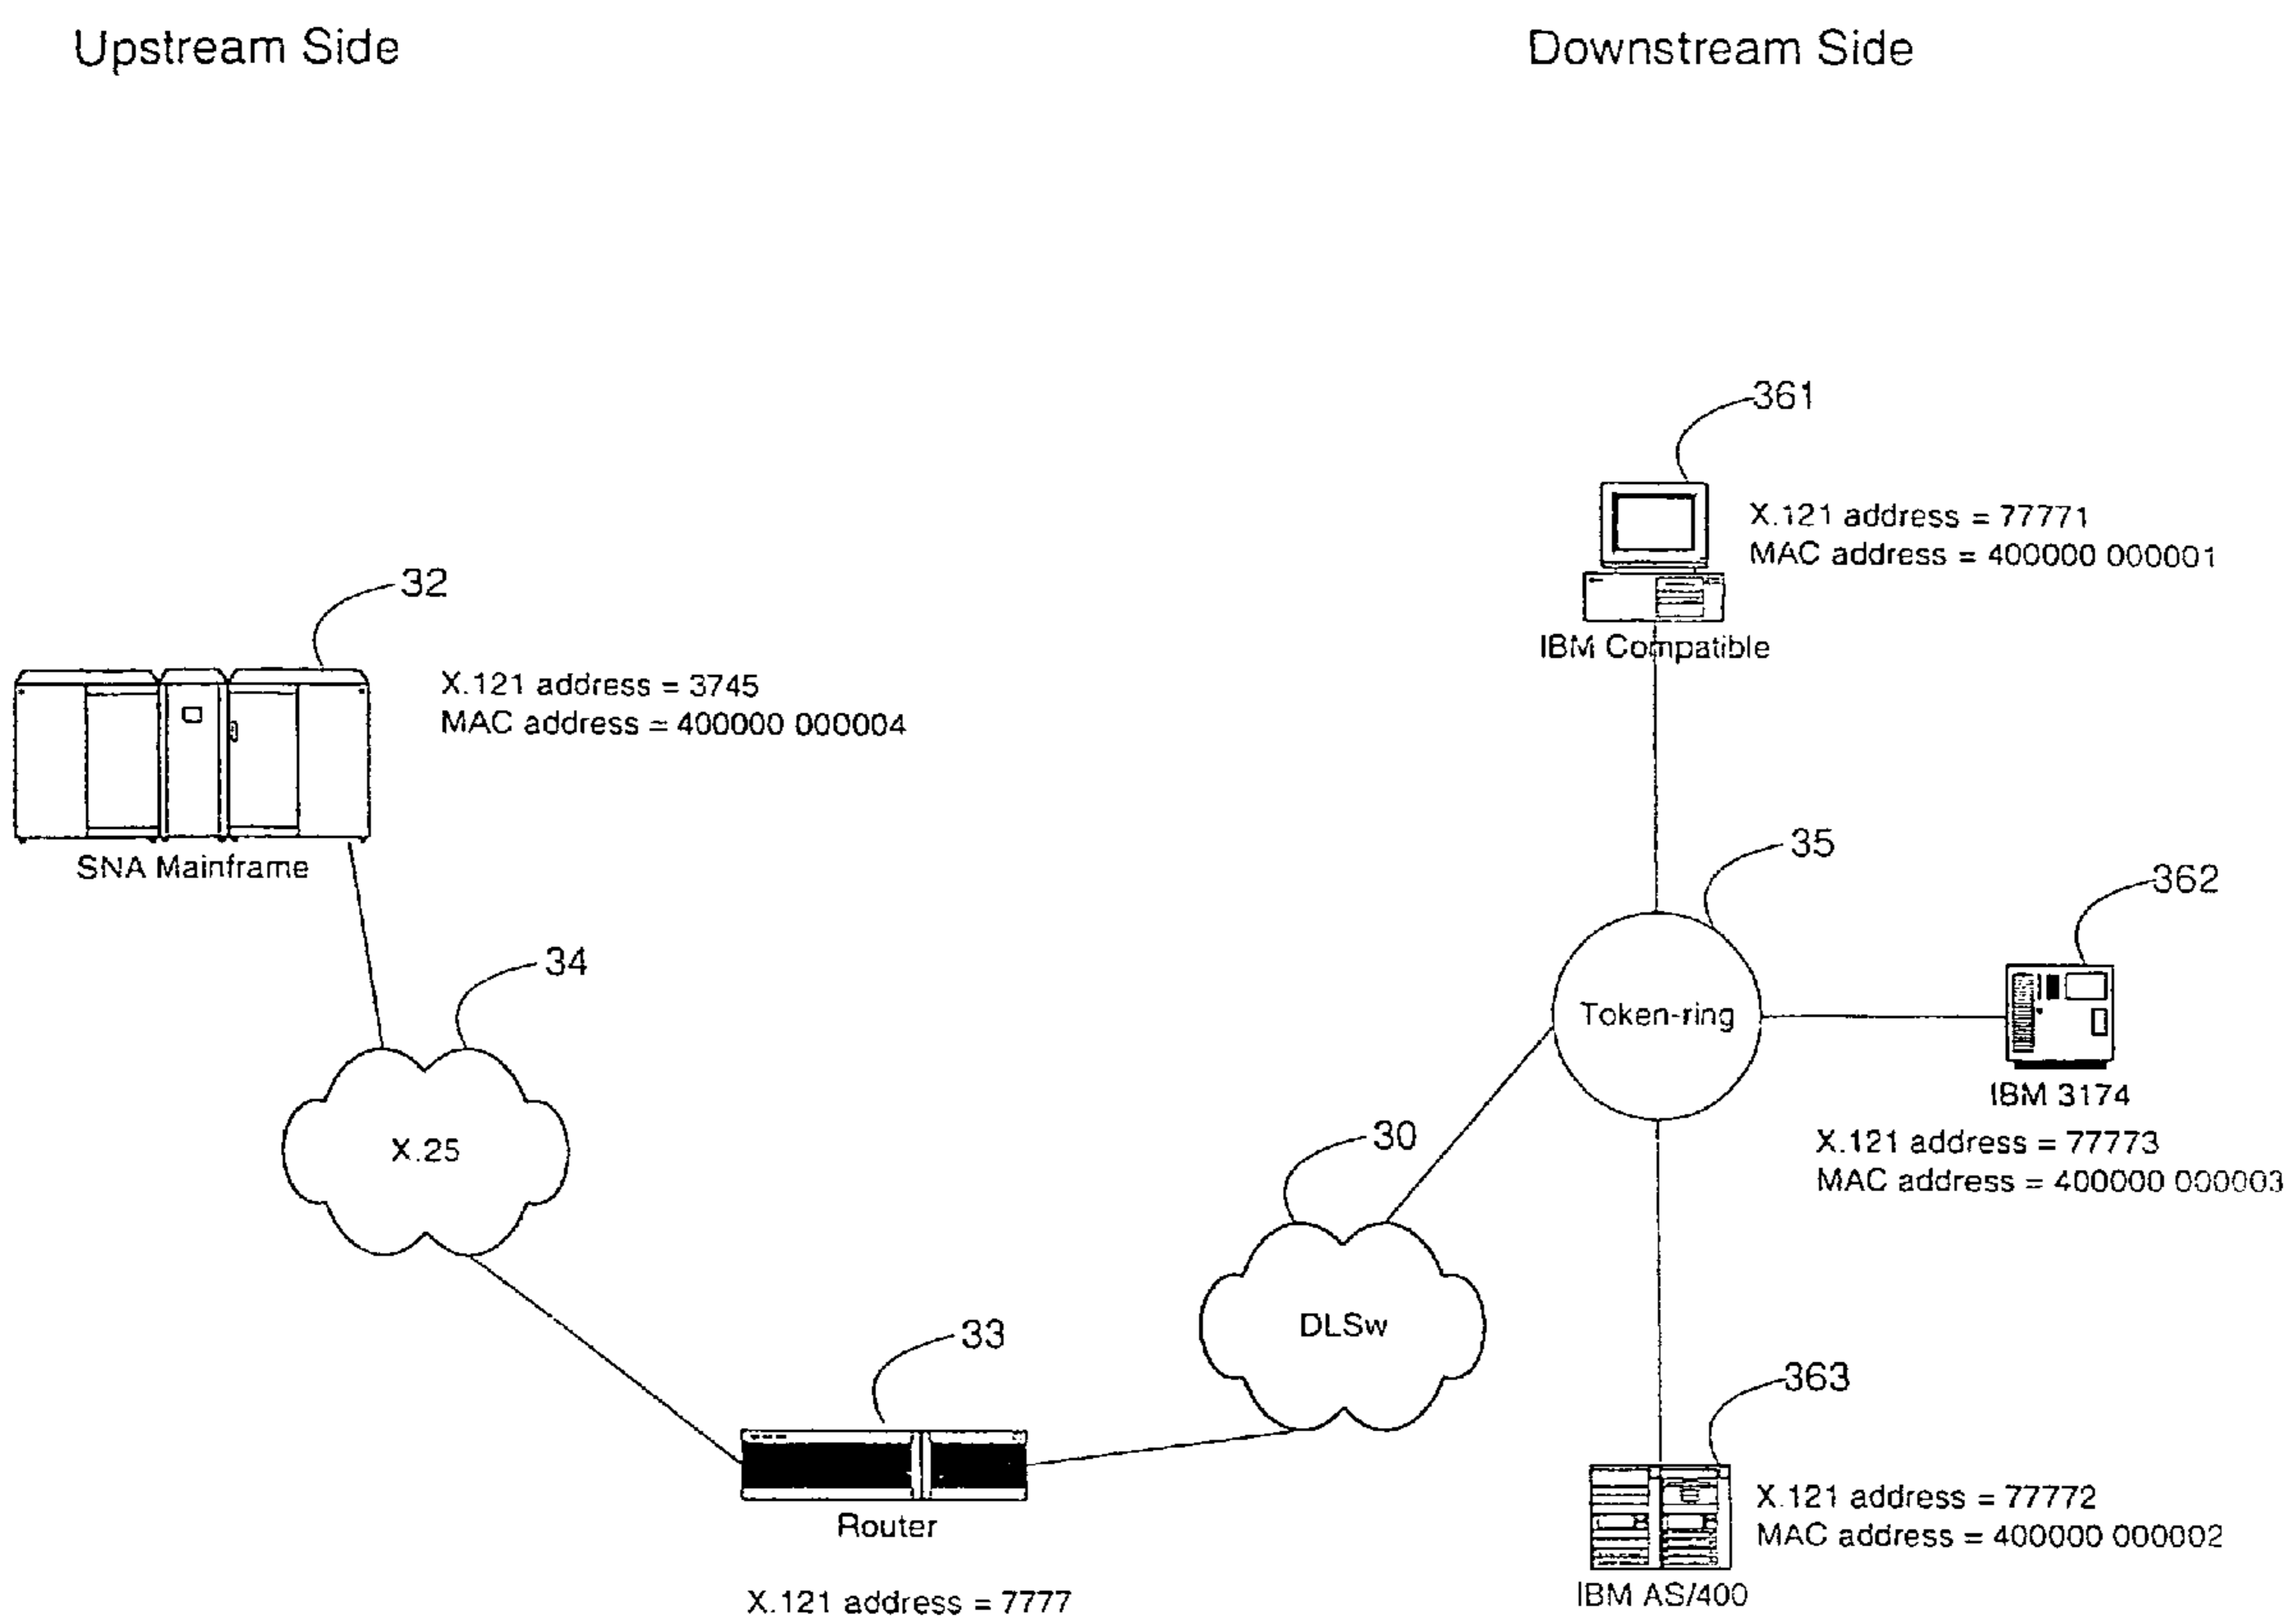 Upstream Side
Downstream Side
361
X.121 address = 77771
MAC address = 400000 000001
IBM Compatible
32
X.121 address = 3745
MAC address = 400000 000004
SNA Mainframe
35
362
34
Token-ring
IBM 3174
X.121 address = 77773
MAC address = 400000 000003
X.25
30
DLSw
33
363
Router
X.121 address = 77772
MAC address = 400000 000002
IBM AS/400
X.121 address = 7777